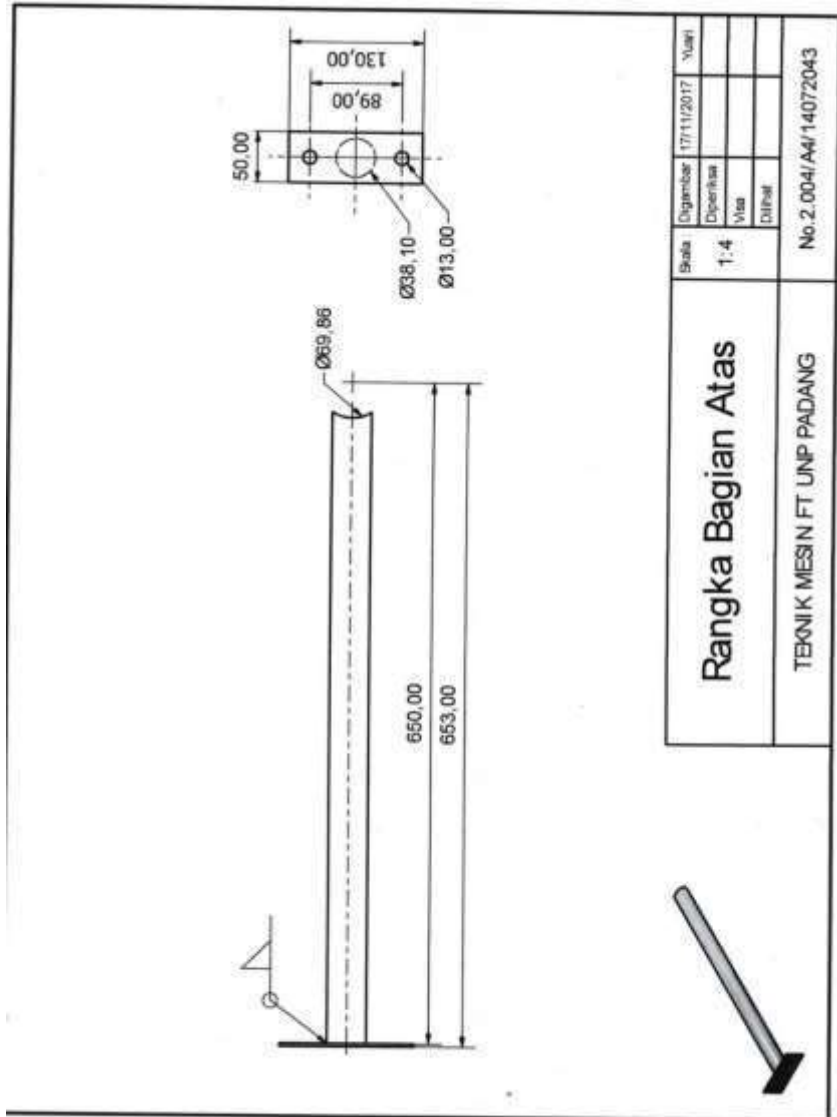 50,00
130,00
89,00
Ø38,10
Ø13,00
Ø69,86
650,00
653,00
Rangka Bagian Atas
Skala :
1:4
Digambar 17/11/2017 Yusri
Diperiksa
Visa
Dilihat
TEKNIK MESIN FT UNP PADANG
No.2.004/A4/14072043